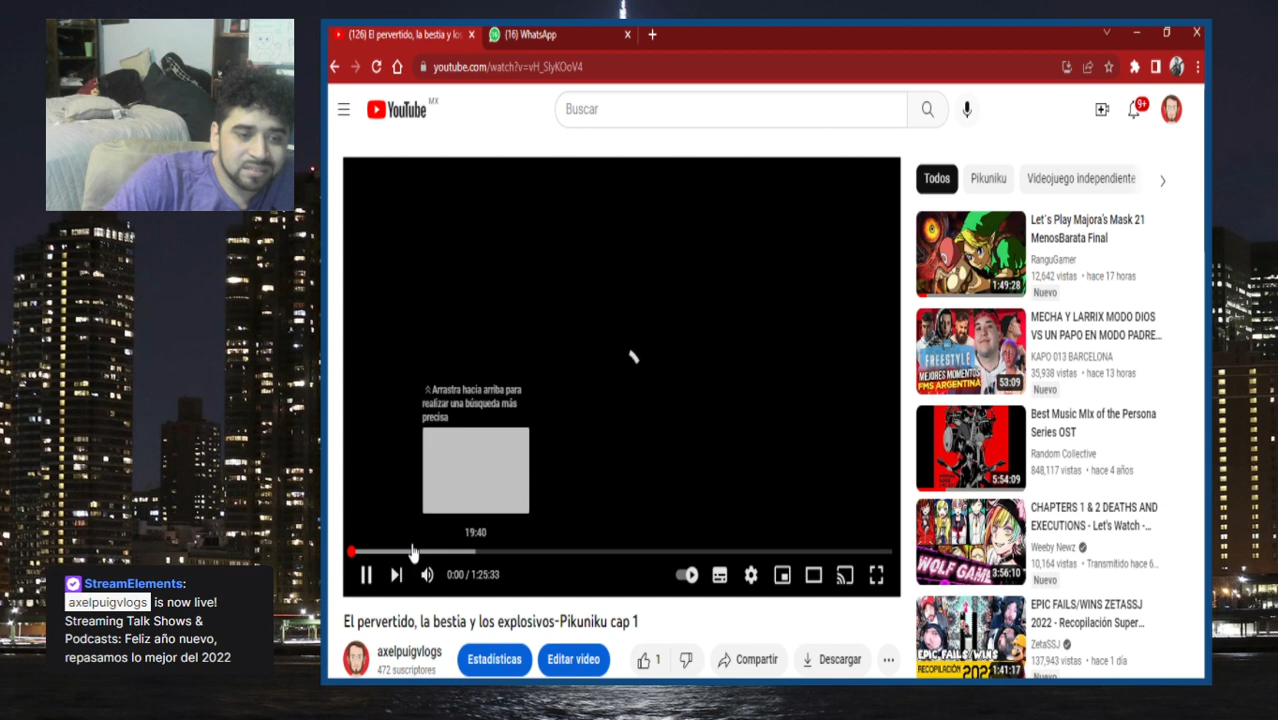 (126) El pervertido, la bestia y los
(16) WhatsApp
youtube.com/watch?v=vH_SlyKOoV4
YouTube MX
Buscar
9+
Todos
Pikuniku
Videojuego independiente
Let´s Play Majora's Mask 21
MenosBarata Final
RanguGamer
12,642 vistas • hace 17 horas
Nuevo
1:49:28
MECHA Y LARRIX MODO DIOS
VS UN PAPO EN MODO PADRE...
KAPO 013 BARCELONA
35,938 vistas • hace 13 horas
Nuevo
FREESTYLE
MEJORES MOMENTOS
FMS ARGENTINA
53:09
Best Music MIx of the Persona
Series OST
Random Collective
848,117 vistas • hace 4 años
5:54:09
CHAPTERS 1 & 2 DEATHS AND
EXECUTIONS - Let's Watch -...
Weeby Newz
10,164 vistas • Transmitido hace 6...
Nuevo
WOLF GAME
3:56:10
EPIC FAILS/WINS ZETASSJ
2022 - Recopilación Super...
ZetaSSJ
137,943 vistas • hace 1 día
EPIC FAILS/WINS
RECOPILACIÓN 2022
1:41:17
Arrastra hacia arriba para
realizar una búsqueda más
precisa
19:40
0:00 / 1:25:33
El pervertido, la bestia y los explosivos-Pikuniku cap 1
axelpuigvlogs
472 suscriptores
Estadísticas
Editar video
1
Compartir
Descargar
StreamElements:
axelpuigvlogs is now live!
Streaming Talk Shows &
Podcasts: Feliz año nuevo,
repasamos lo mejor del 2022